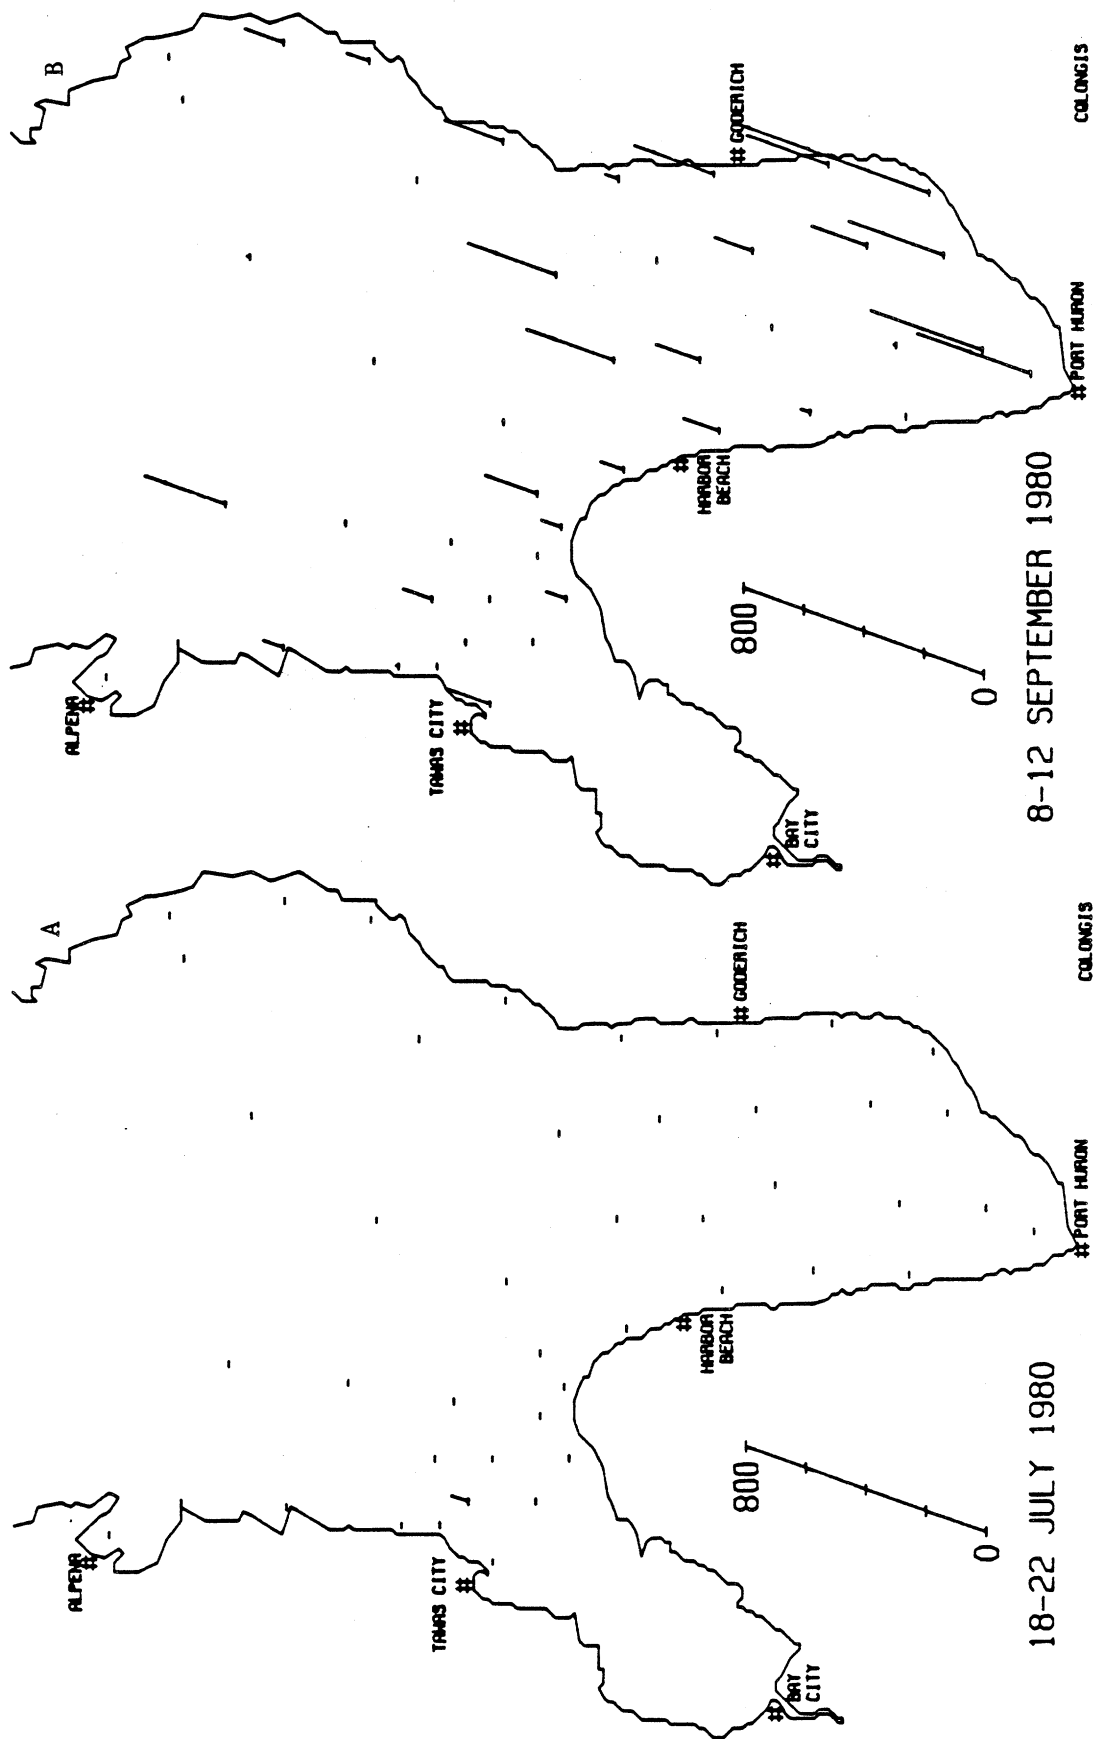 B
ALPENA
#
TAWAS CITY
#
#
BAY
CITY
#
HARBOR
BEACH
# GODERICH
# PORT HURON
800
0
8-12 SEPTEMBER 1980
COLONGIS
A
ALPENA
#
TAWAS CITY
#
#
BAY
CITY
#
HARBOR
BEACH
# GODERICH
# PORT HURON
800
0
18-22 JULY 1980
COLONGIS